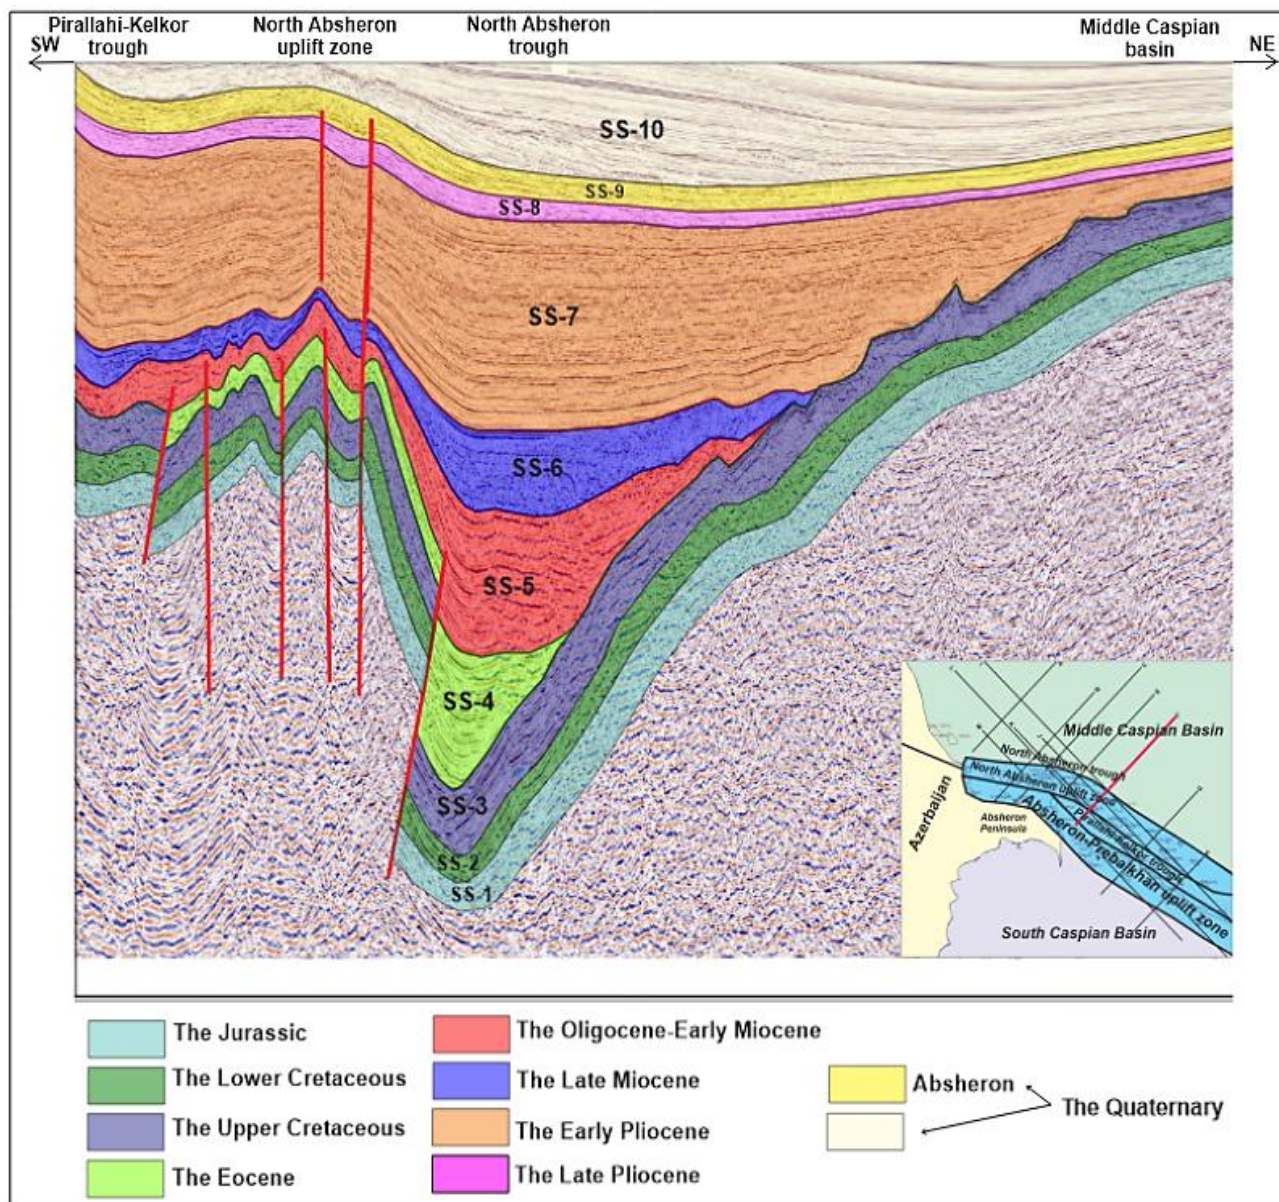 Pirallahi-Kelkor
trough
North Absheron
uplift zone
North Absheron
trough
Middle Caspian
basin
SW
NE
SS-10
SS-9
SS-8
SS-7
SS-6
SS-5
SS-4
SS-3
SS-2
SS-1
Middle Caspian Basin
North Absheron trough
North Absheron uplift zone
Pirallahi-Kelkor trough
Absheron-Prebalkhan uplift zone
Azerbaijan
Absheron
Peninsula
South Caspian Basin
The Jurassic
The Lower Cretaceous
The Upper Cretaceous
The Eocene
The Oligocene-Early Miocene
The Late Miocene
The Early Pliocene
The Late Pliocene
Absheron
The Quaternary